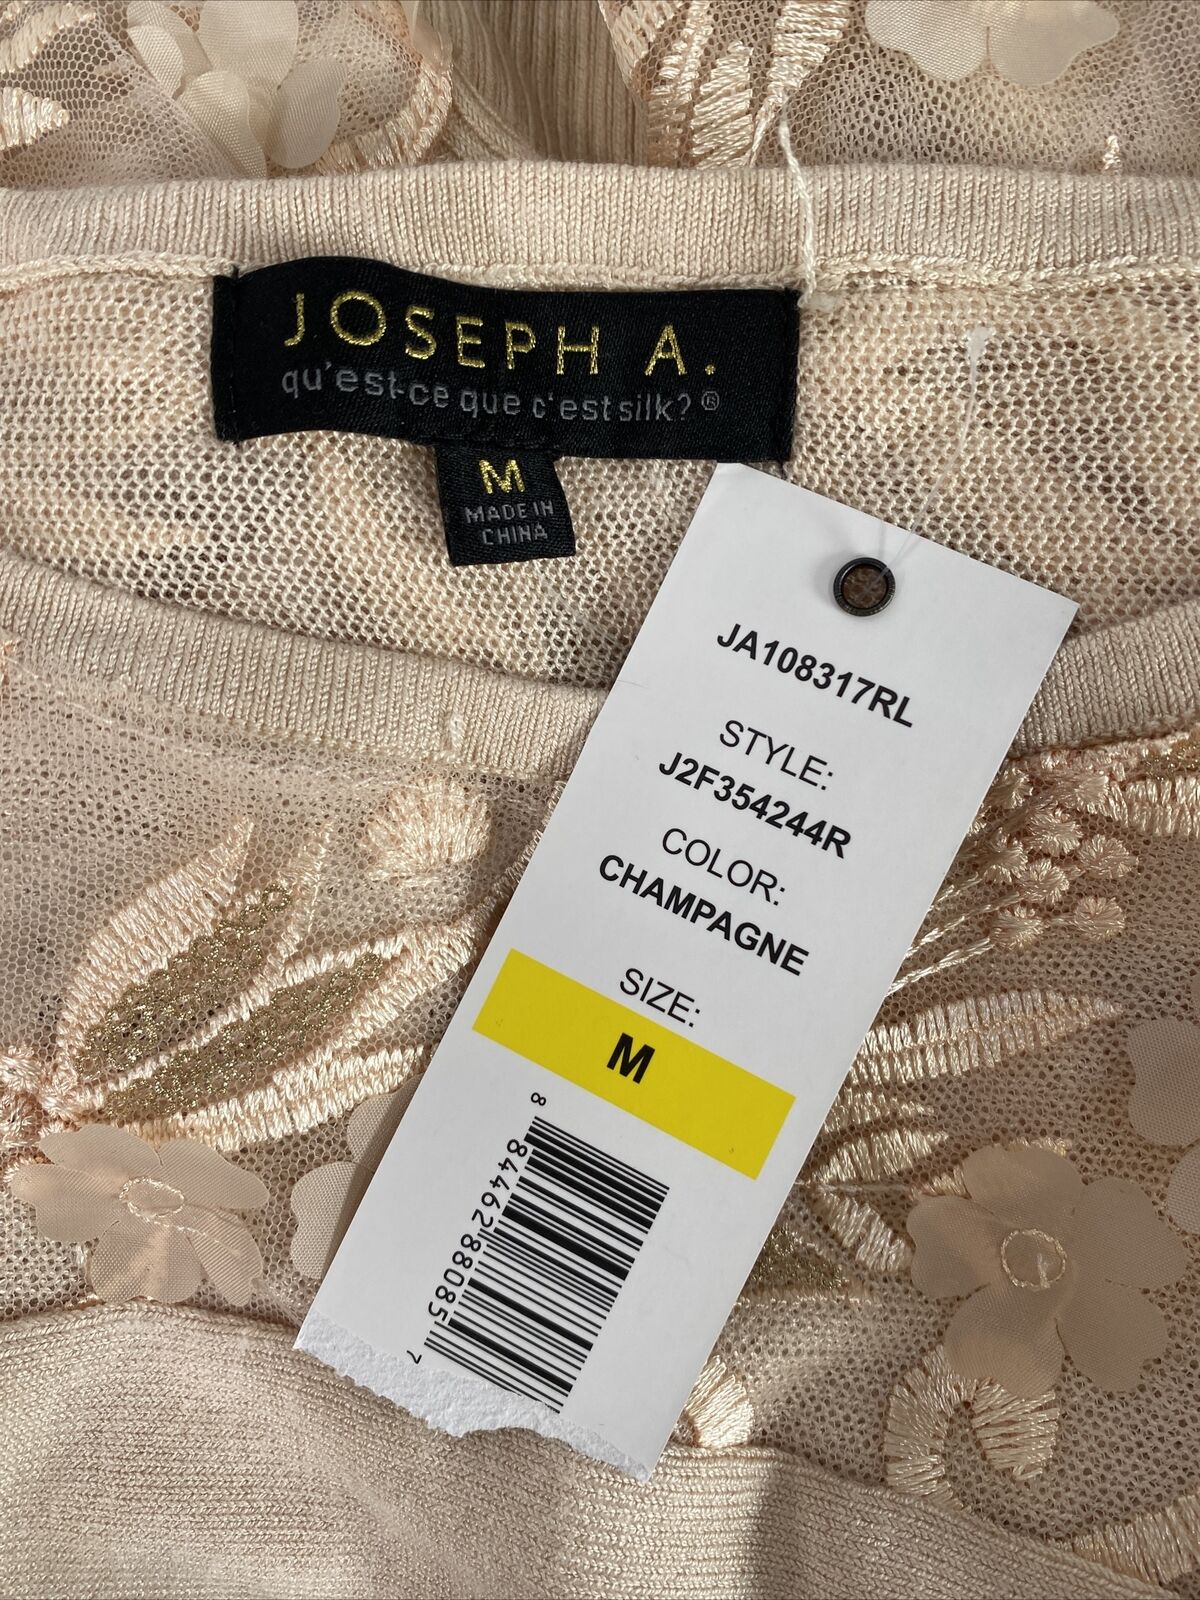 JOSEPH A.
qu'est-ce que c'est silk? ®
M
MADE IN
CHINA
JA108317RL
STYLE:
J2F354244R
COLOR:
CHAMPAGNE
SIZE:
M
8 84462 88085 7